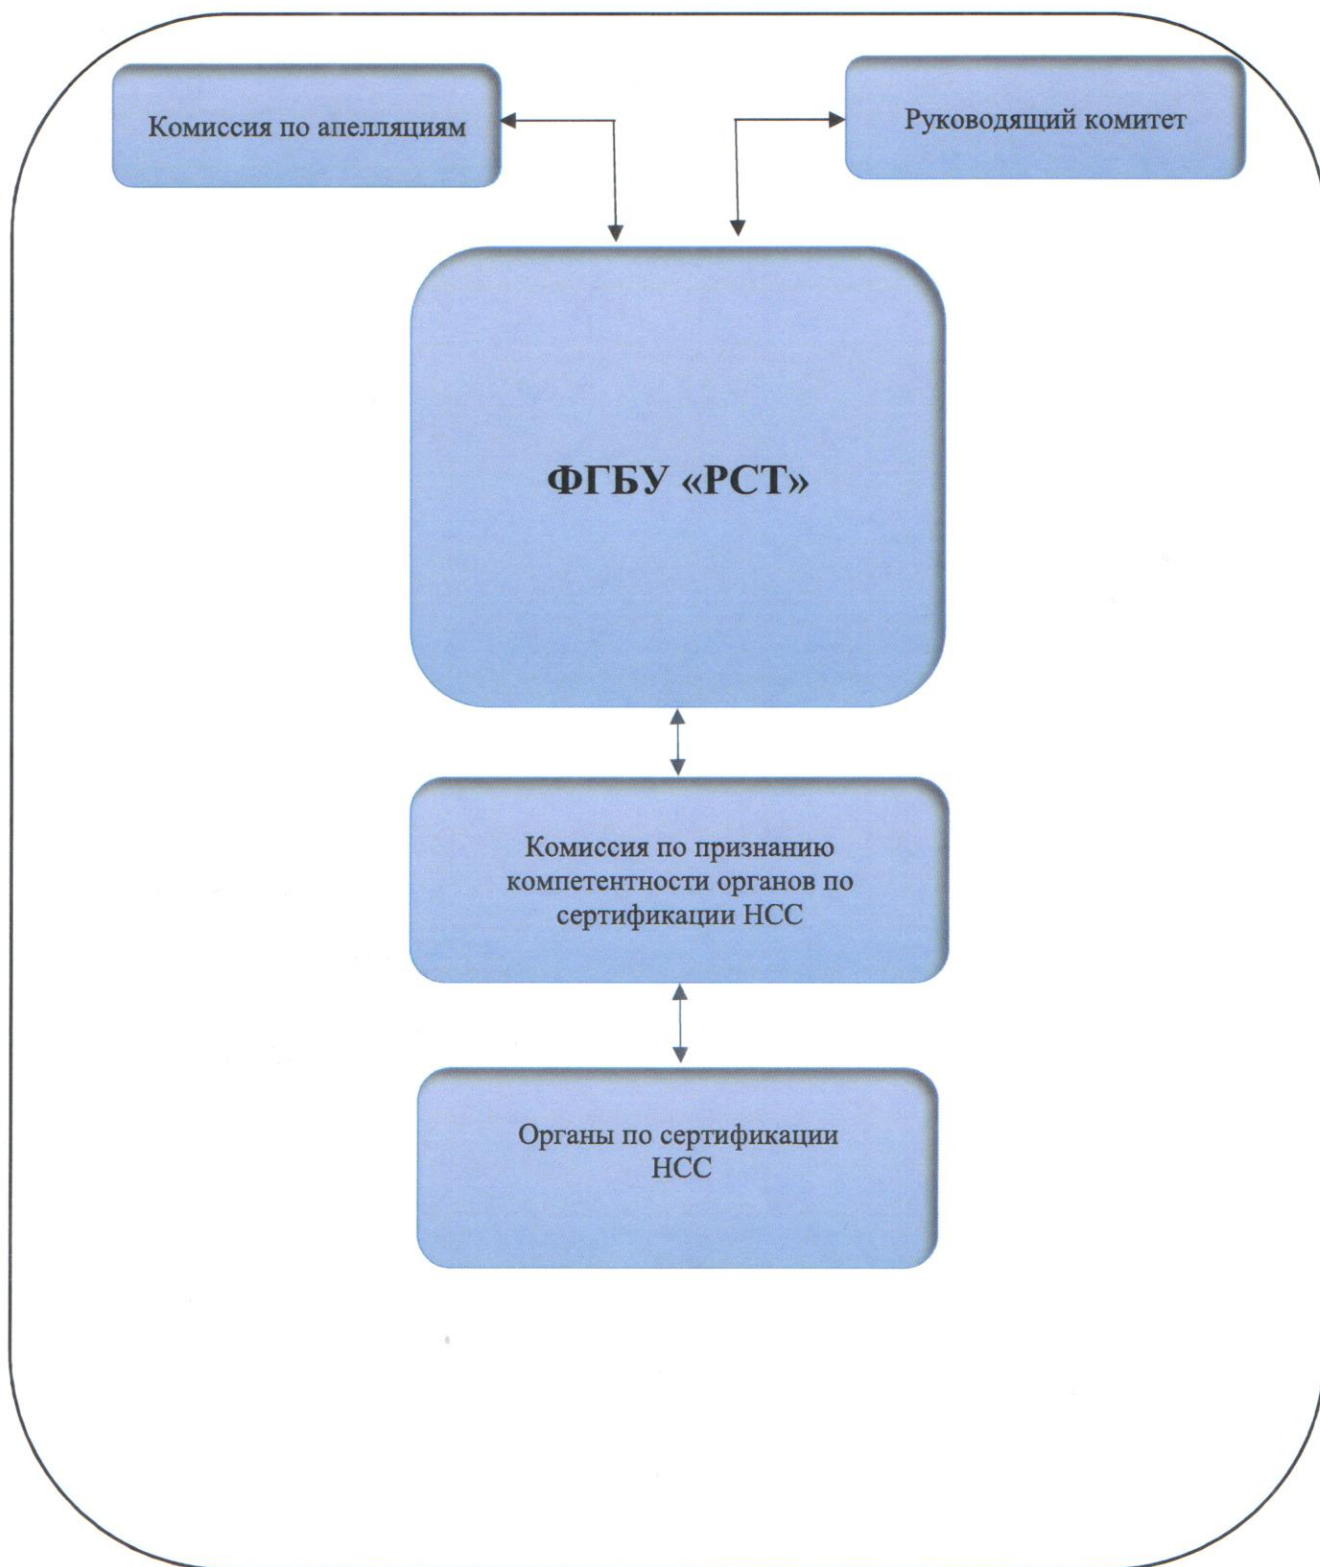 Комиссия по апелляциям
Руководящий комитет
ФГБУ «РСТ»
Комиссия по признанию
компетентности органов по
сертификации НСС
Органы по сертификации
НСС